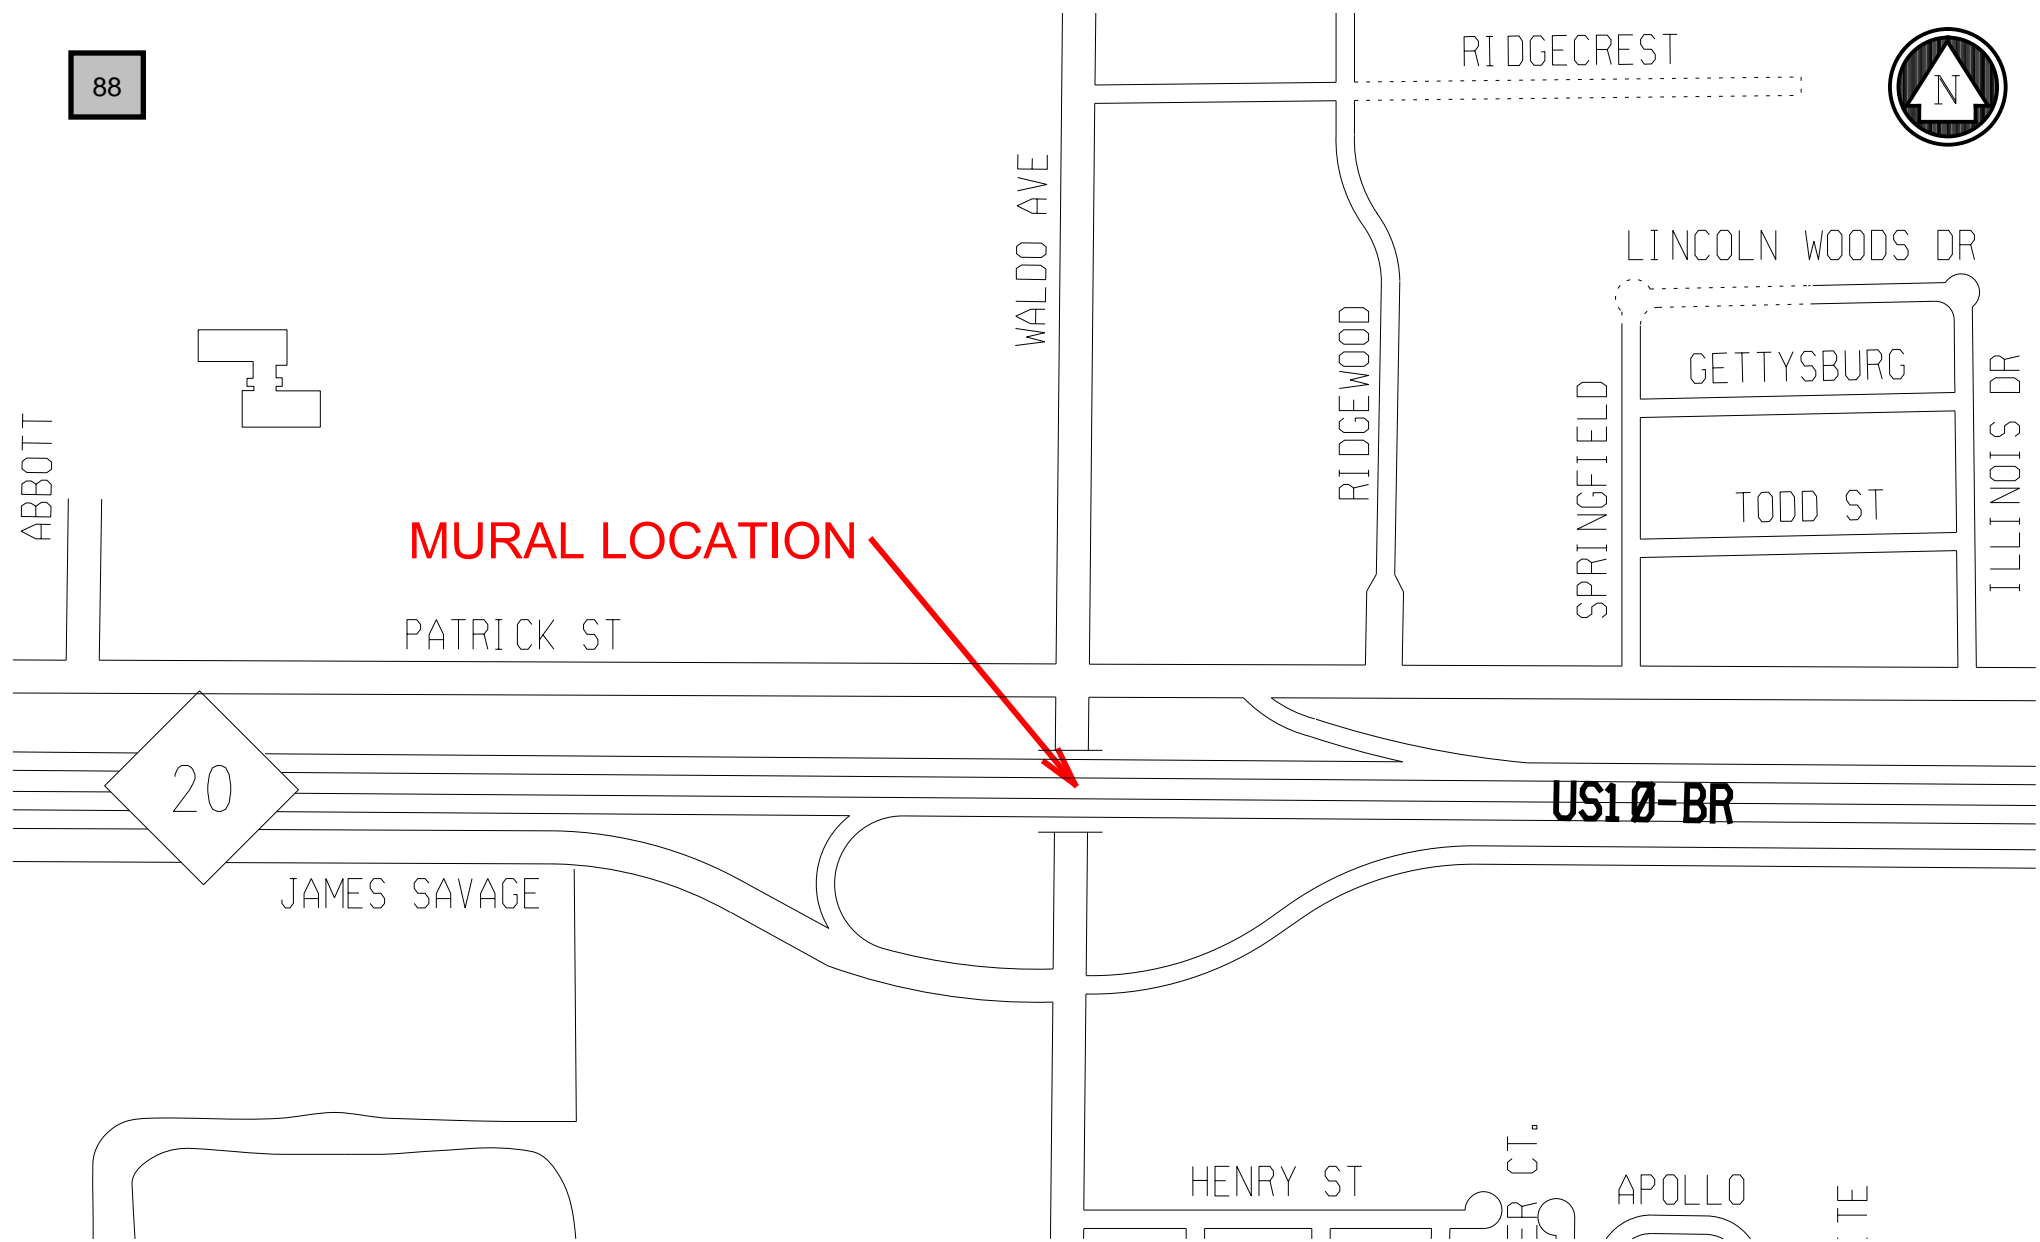 88
RIDGECREST
N
WALDO AVE
LINCOLN WOODS DR
RIDGEWOOD
GETTYSBURG
ILLINOIS DR
SPRINGFIELD
ABBOTT
TODD ST
MURAL LOCATION
PATRICK ST
20
US10-BR
JAMES SAVAGE
HENRY ST
CT.
APOLLO